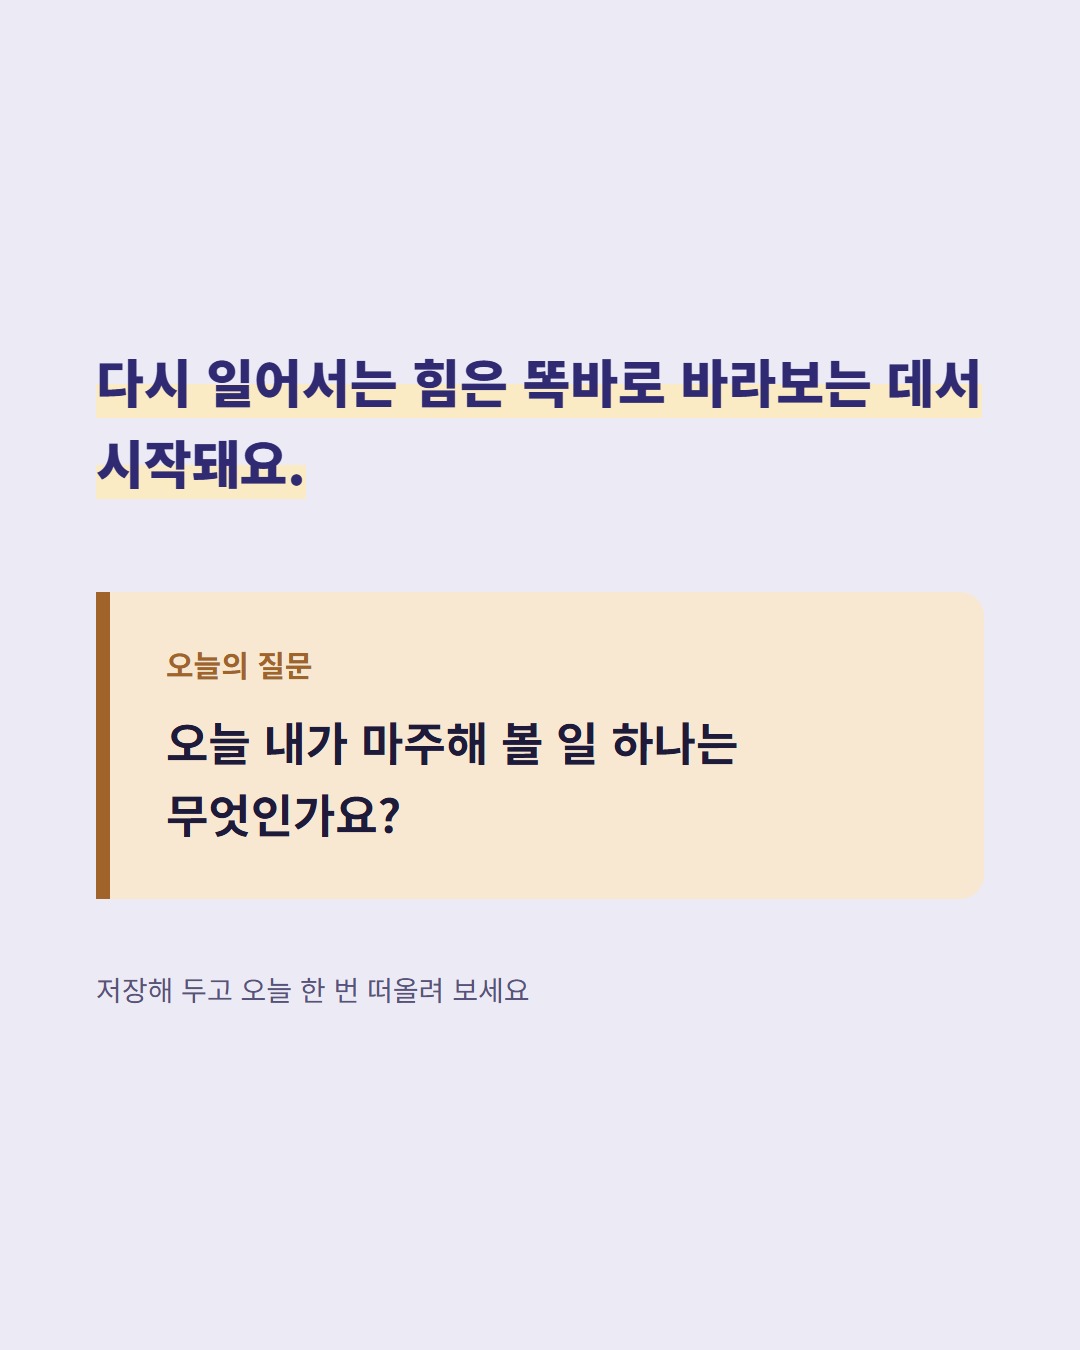 다시 일어서는 힘은 똑바로 바라보는 데서
시작돼요.
오늘의 질문
오늘 내가 마주해 볼 일 하나는
무엇인가요?
저장해 두고 오늘 한 번 떠올려 보세요